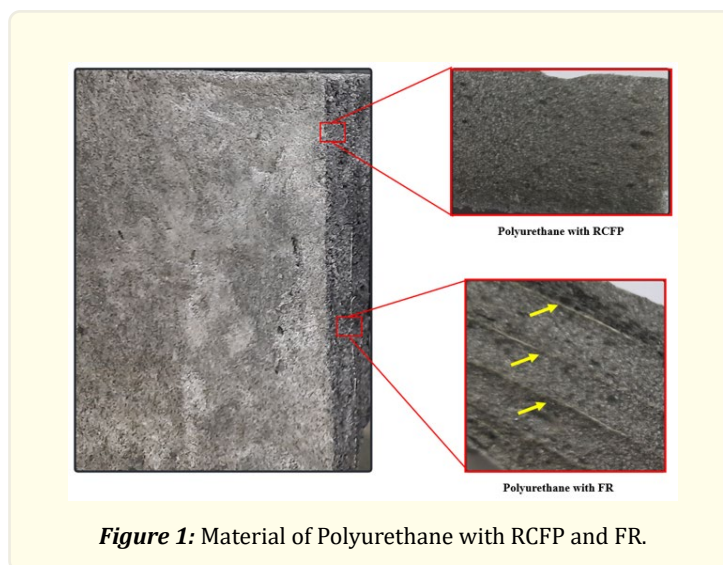 Polyurethane with RCFP
Polyurethane with FR
Figure 1: Material of Polyurethane with RCFP and FR.